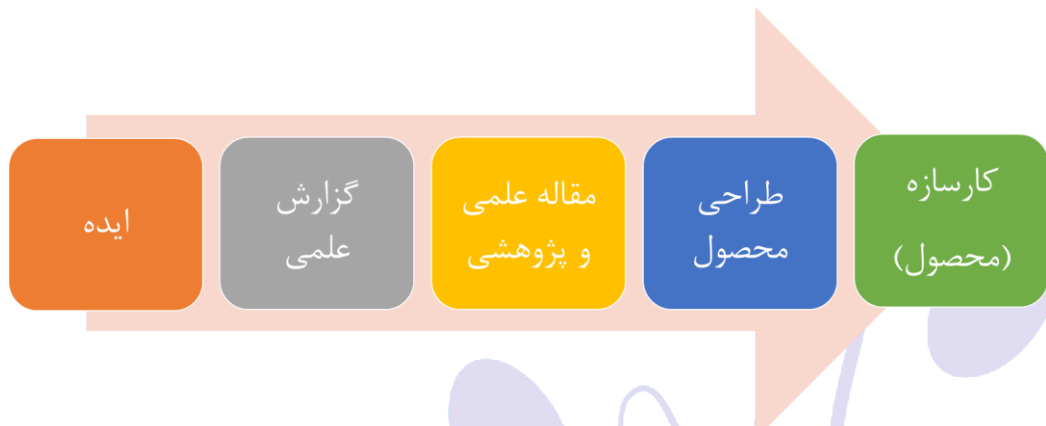 ایده
گزارش
علمی
مقاله علمی
و پژوهشی
طراحی
محصول
کارسازه
(محصول)